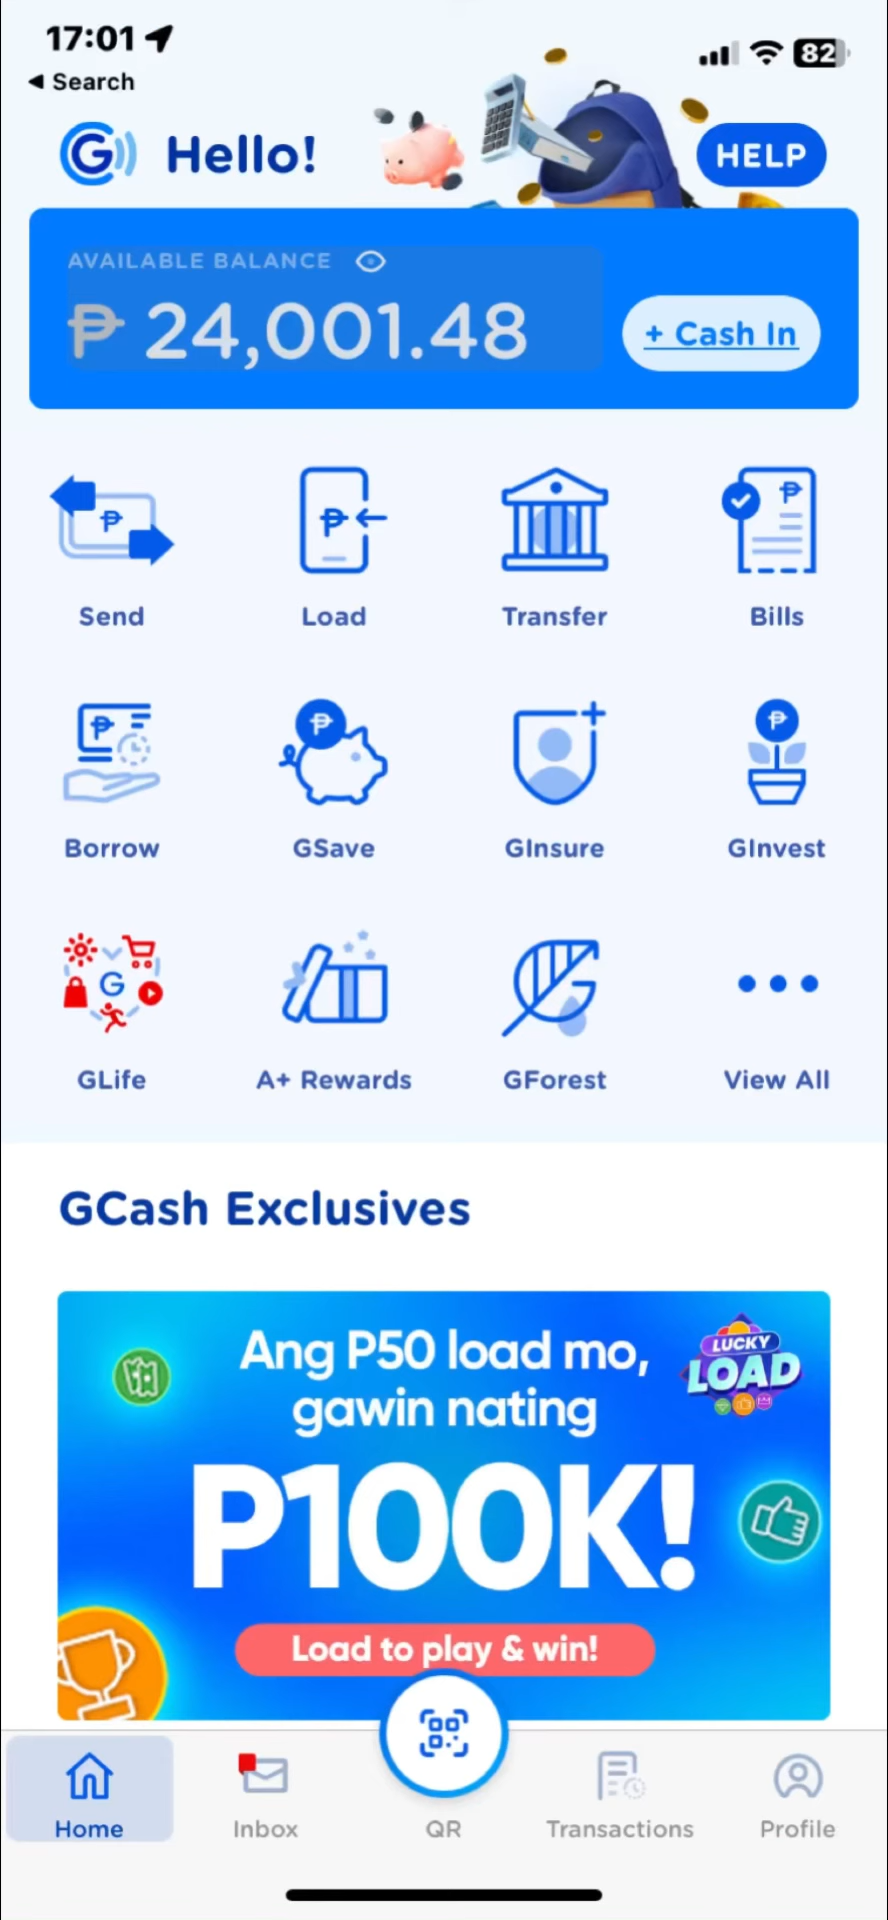 17:01
82
◀ Search
Hello!
HELP
AVAILABLE BALANCE
₱ 24,001.48
+ Cash In
Send
Load
Transfer
Bills
Borrow
GSave
GInsure
GInvest
GLife
A+ Rewards
GForest
View All
GCash Exclusives
Ang P50 load mo,
gawin nating
P100K!
LUCKY
LOAD
Load to play & win!
Home
Inbox
QR
Transactions
Profile